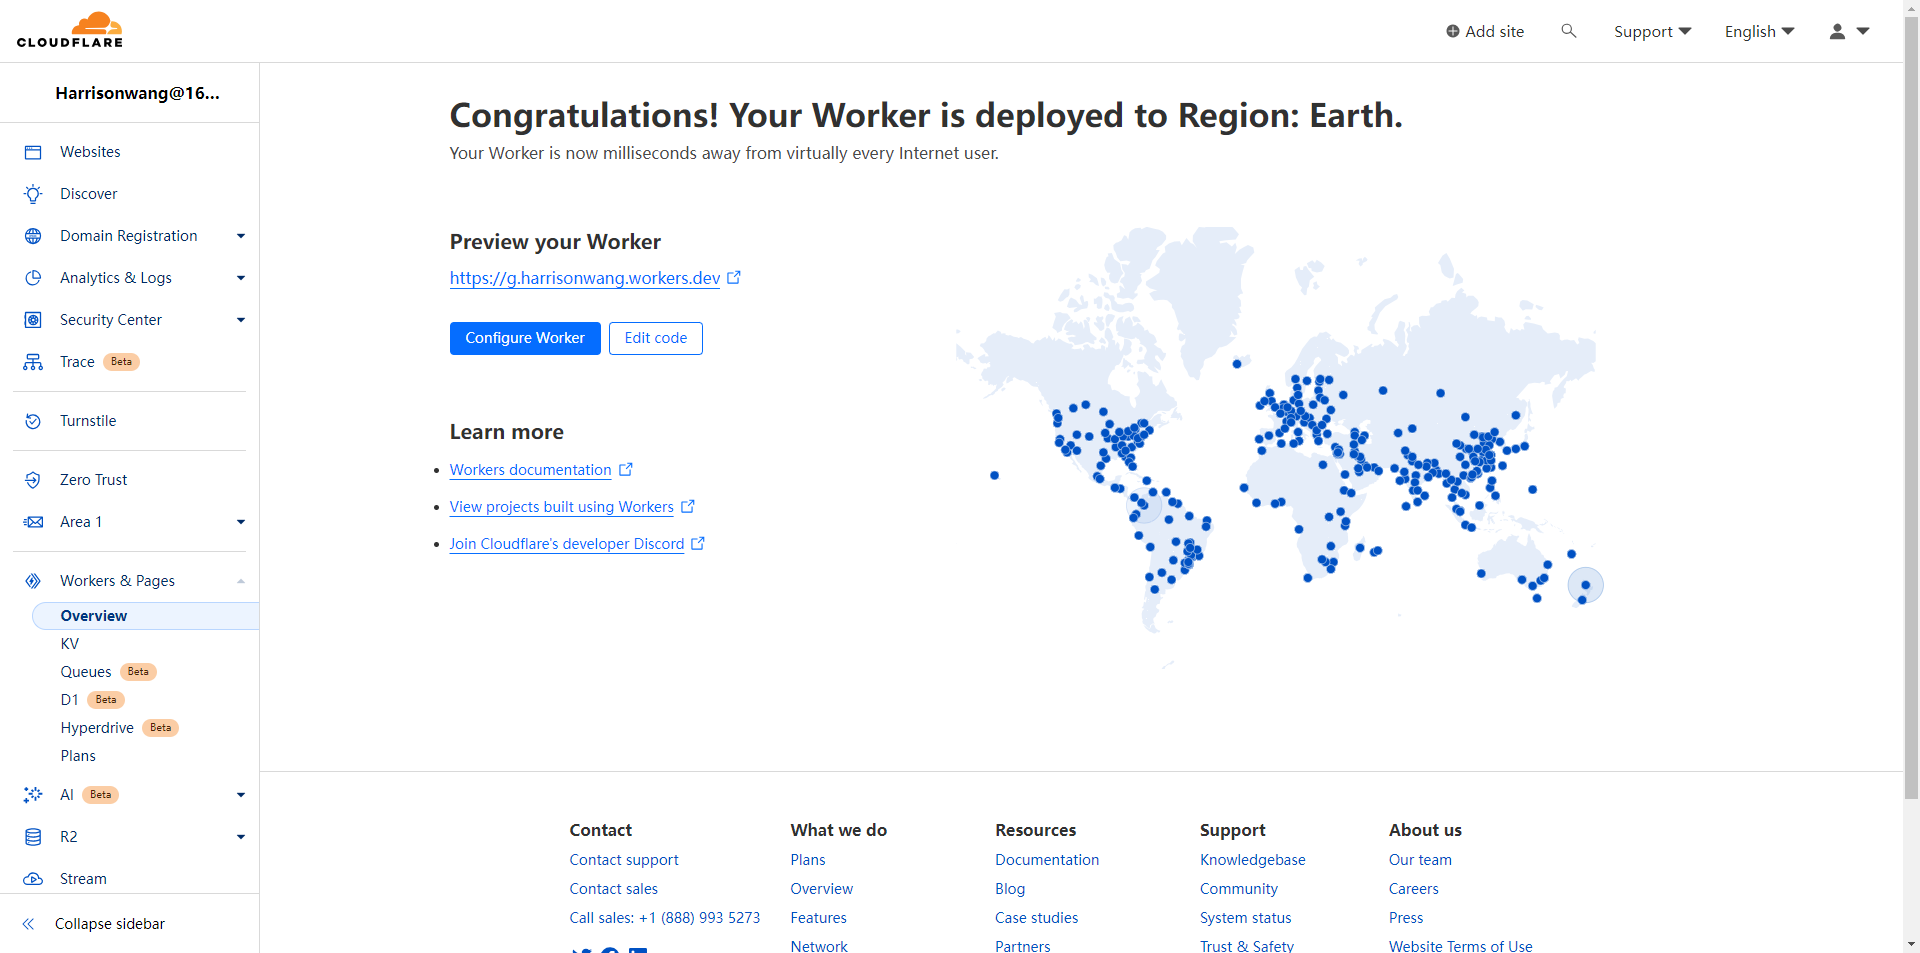 CLOUDFLARE
Add site
Support
English
Harrisonwang@16...
Websites
Discover
Domain Registration
Analytics & Logs
Security Center
Trace Beta
Turnstile
Zero Trust
Area 1
Workers & Pages
Overview
KV
Queues Beta
D1 Beta
Hyperdrive Beta
Plans
AI Beta
R2
Stream
Collapse sidebar
Congratulations! Your Worker is deployed to Region: Earth.
Your Worker is now milliseconds away from virtually every Internet user.
Preview your Worker
https://g.harrisonwang.workers.dev
Configure Worker
Edit code
Learn more
Workers documentation
View projects built using Workers
Join Cloudflare's developer Discord
Contact
Contact support
Contact sales
Call sales: +1 (888) 993 5273
What we do
Plans
Overview
Features
Network
Resources
Documentation
Blog
Case studies
Partners
Support
Knowledgebase
Community
System status
Trust & Safety
About us
Our team
Careers
Press
Website Terms of Use